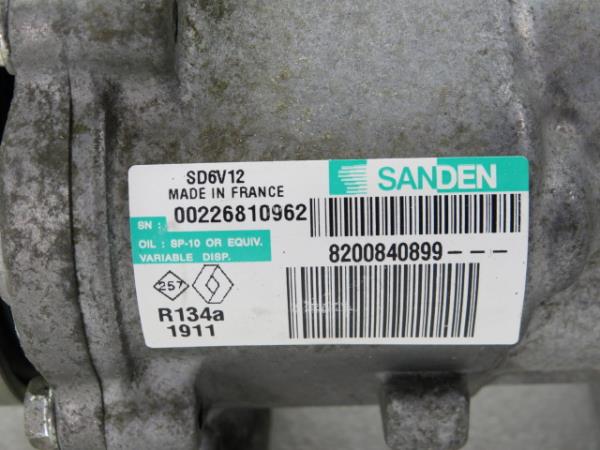 SD6V12
MADE IN FRANCE
SANDEN
SN : 00226810962
OIL : SP-10 OR EQUIV.
VARIABLE DISP.
8200840899---
257
R134a
1911